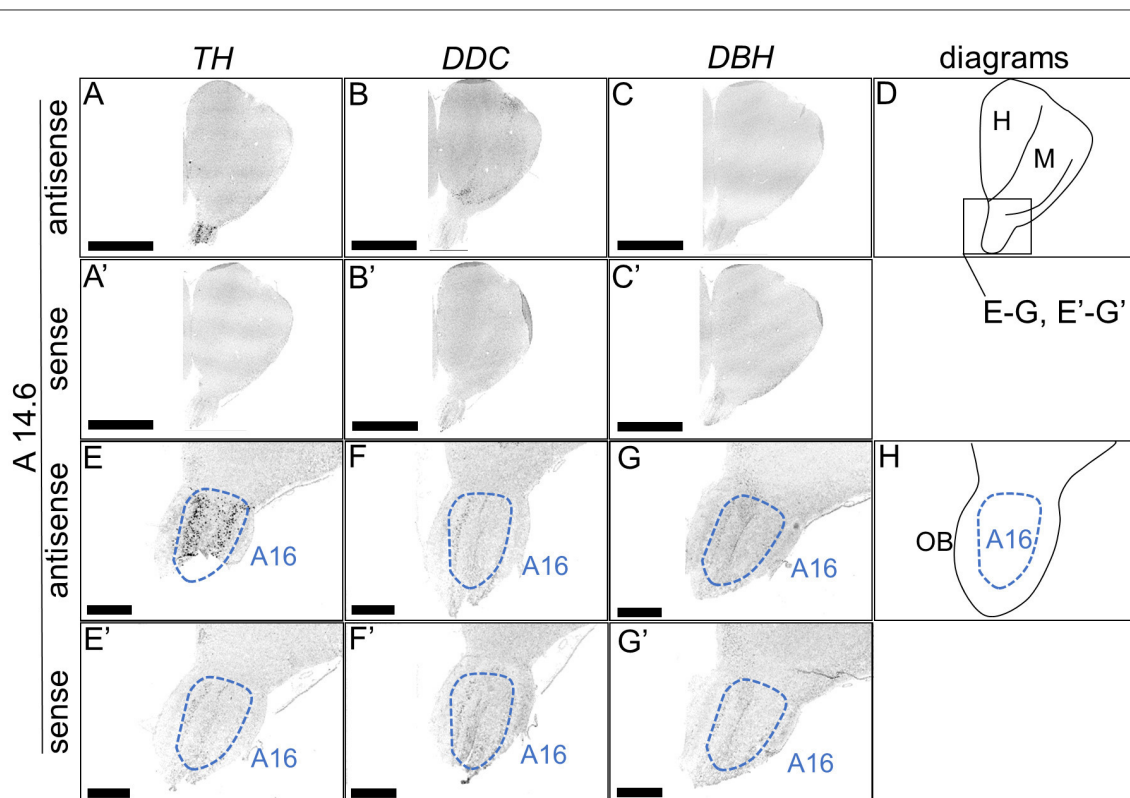 TH DDC DBH diagrams
A 14.6
antisense
A B C D
H
M
sense
A’ B’ C’
E-G, E’-G’
antisense
E F G H
A16 A16 A16
OB A16
sense
E’ F’ G’
A16 A16 A16